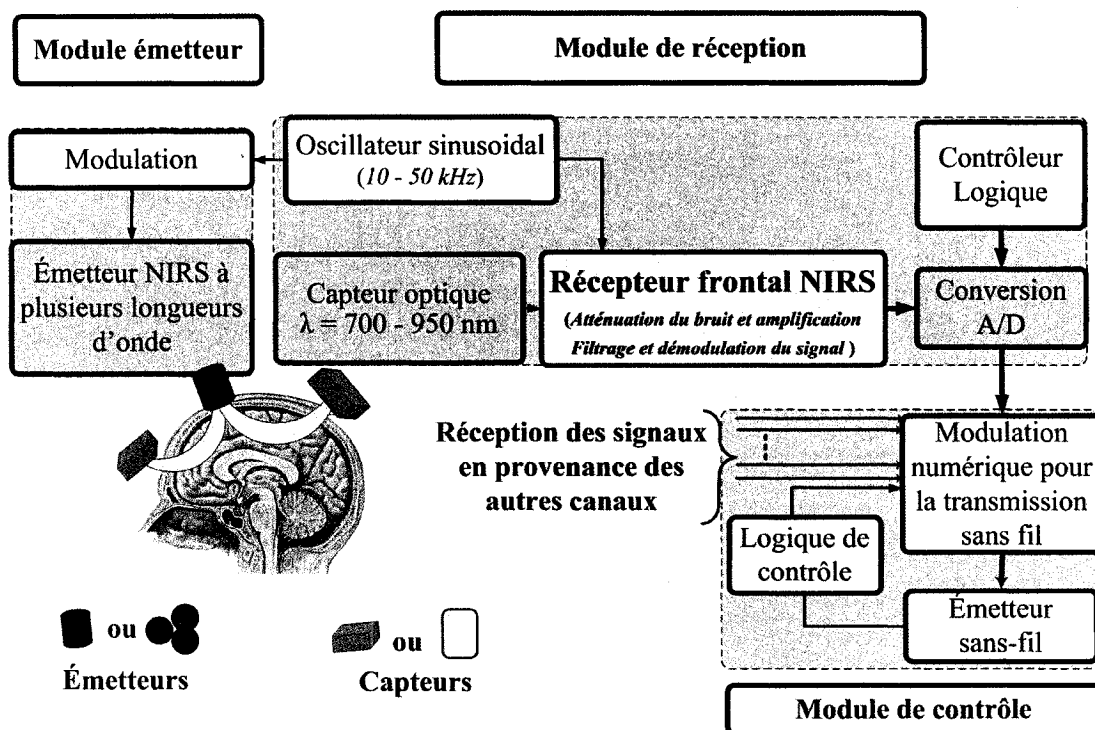 Module émetteur
Module de réception
Modulation
Oscillateur sinusoidal
(10 - 50 kHz)
Contrôleur
Logique
Émetteur NIRS à
plusieurs longueurs
d'onde
Capteur optique
λ = 700 - 950 nm
Récepteur frontal NIRS
(Atténuation du bruit et amplification
Filtrage et démodulation du signal )
Conversion
A/D
Réception des signaux
en provenance des
autres canaux
Modulation
numérique pour
la transmission
sans fil
Logique de
contrôle
Émetteur
sans-fil
ou
Émetteurs
ou
Capteurs
Module de contrôle